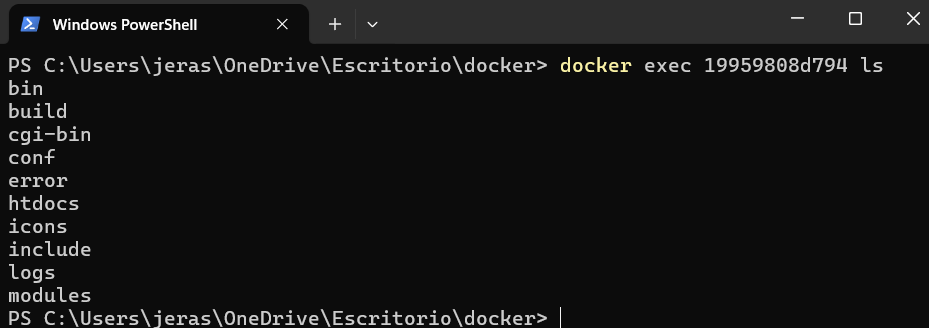 Windows PowerShell
PS C:\Users\jeras\OneDrive\Escritorio\docker> docker exec 19959808d794 ls
bin
build
cgi-bin
conf
error
htdocs
icons
include
logs
modules
PS C:\Users\jeras\OneDrive\Escritorio\docker>